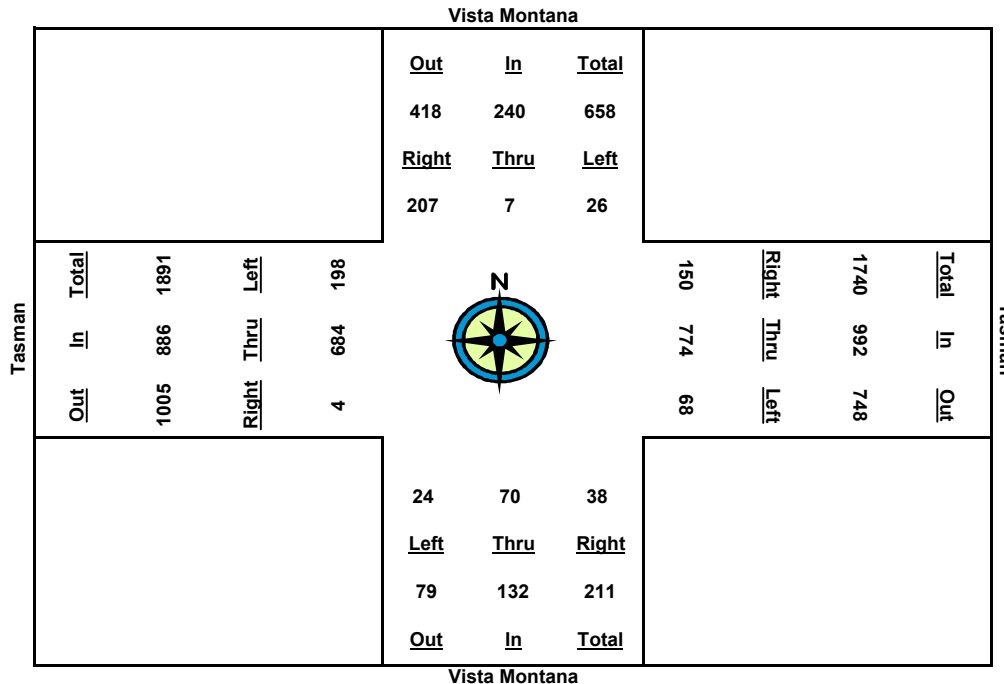 Vista Montana
Out In Total
418 240 658
Right Thru Left
207 7 26
Tasman
Total 1891 Left 198
In 886 Thru 684
Out 1005 Right 4
N
150 Right 1740 Total
774 Thru 992 In
68 Left 748 Out
24 70 38
Left Thru Right
79 132 211
Out In Total
Vista Montana